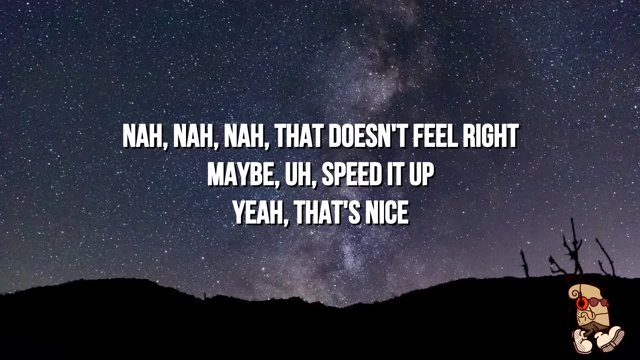 NAH, NAH, NAH, THAT DOESN'T FEEL RIGHT
MAYBE, UH, SPEED IT UP
YEAH, THAT'S NICE